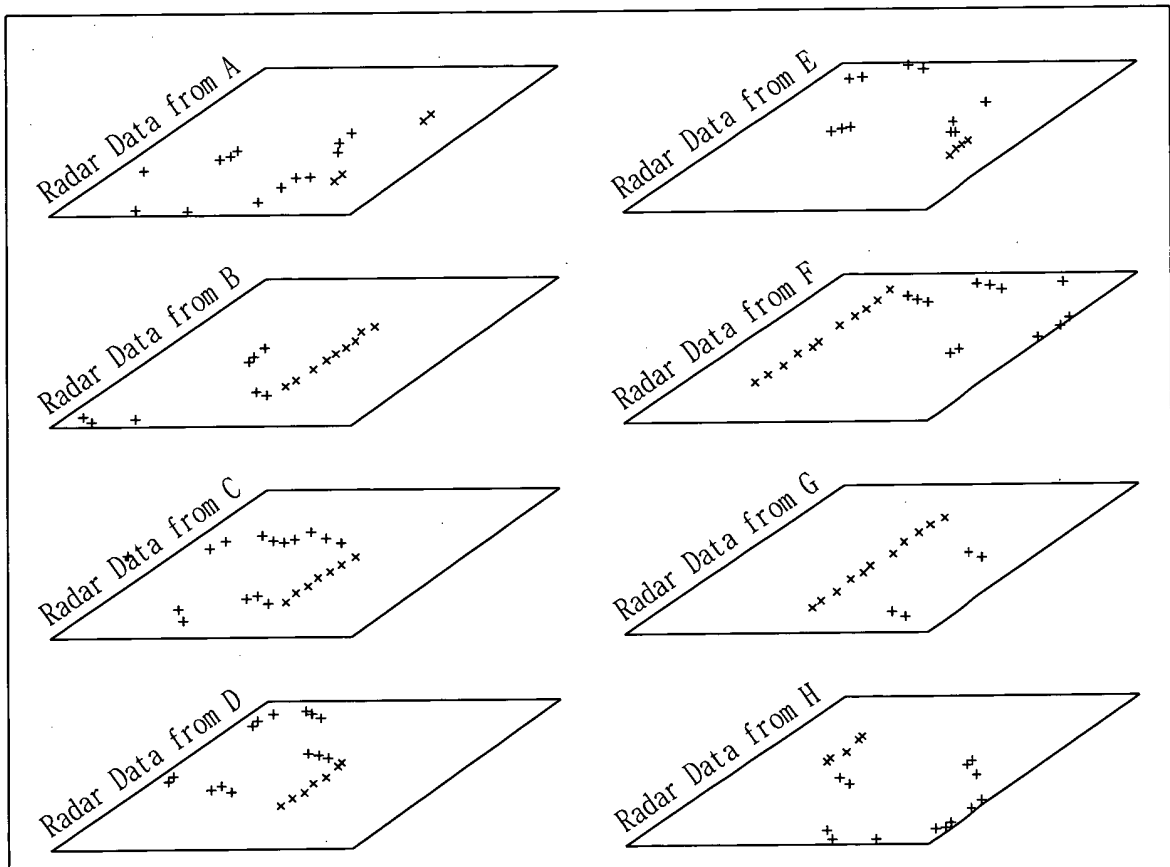 Radar Data from A
Radar Data from B
Radar Data from C
Radar Data from D
Radar Data from E
Radar Data from F
Radar Data from G
Radar Data from H